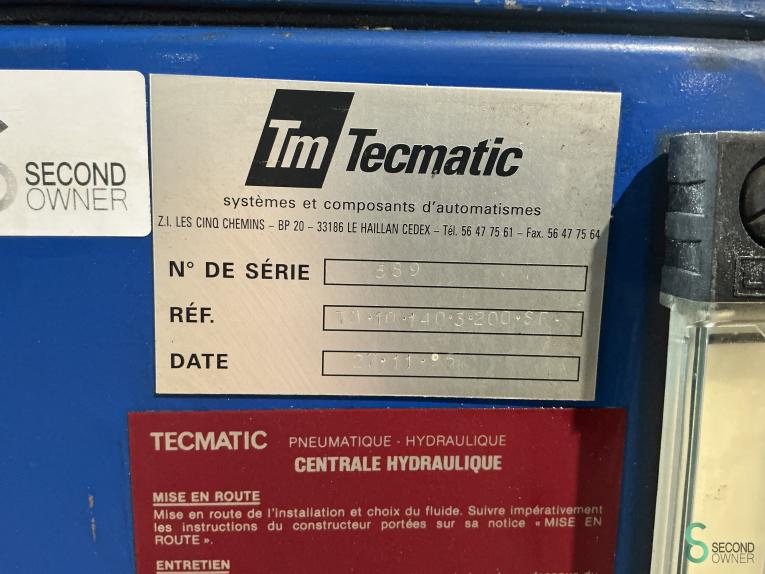 Tm Tecmatic
systèmes et composants d'automatismes
Z.I. LES CINQ CHEMINS – BP 20 – 33186 LE HAILLAN CEDEX – Tél. 56 47 75 61 – Fax. 56 47 75 64
SECOND
OWNER
N° DE SÉRIE 389
RÉF.
DATE
TECMATIC PNEUMATIQUE - HYDRAULIQUE
CENTRALE HYDRAULIQUE
MISE EN ROUTE
Mise en route de l'installation et choix du fluide. Suivre impérativement
les instructions du constructeur portées sur sa notice « MISE EN
ROUTE ».
ENTRETIEN
SECOND
OWNER